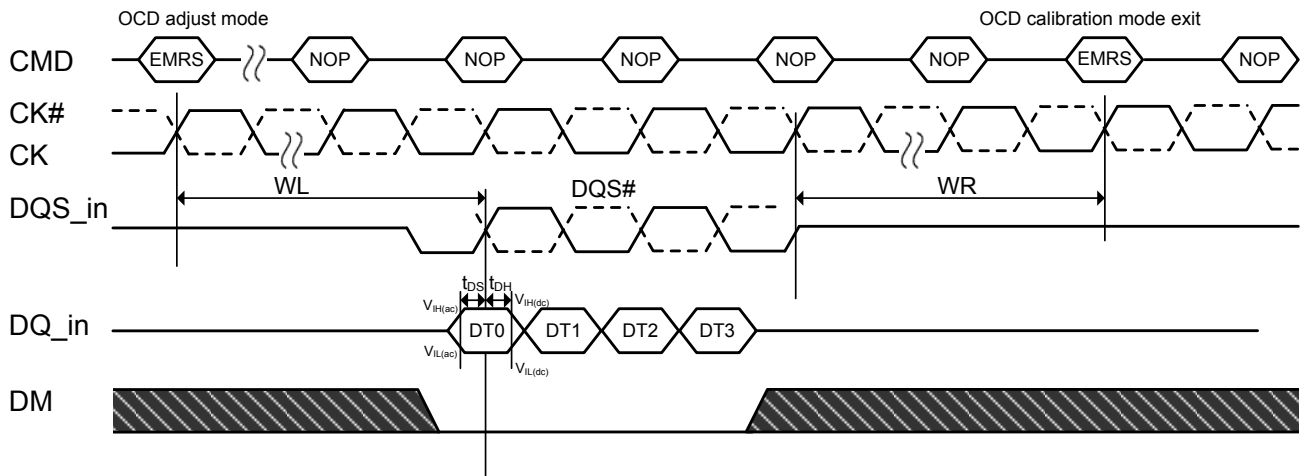 OCD adjust mode OCD calibration mode exit
CMD EMRS NOP NOP NOP NOP NOP EMRS NOP
CK#
CK
WL DQS# WR
DQS_in
tDS tDH
VIH(ac) VIH(dc)
DQ_in DT0 DT1 DT2 DT3
VIL(ac) VIL(dc)
DM